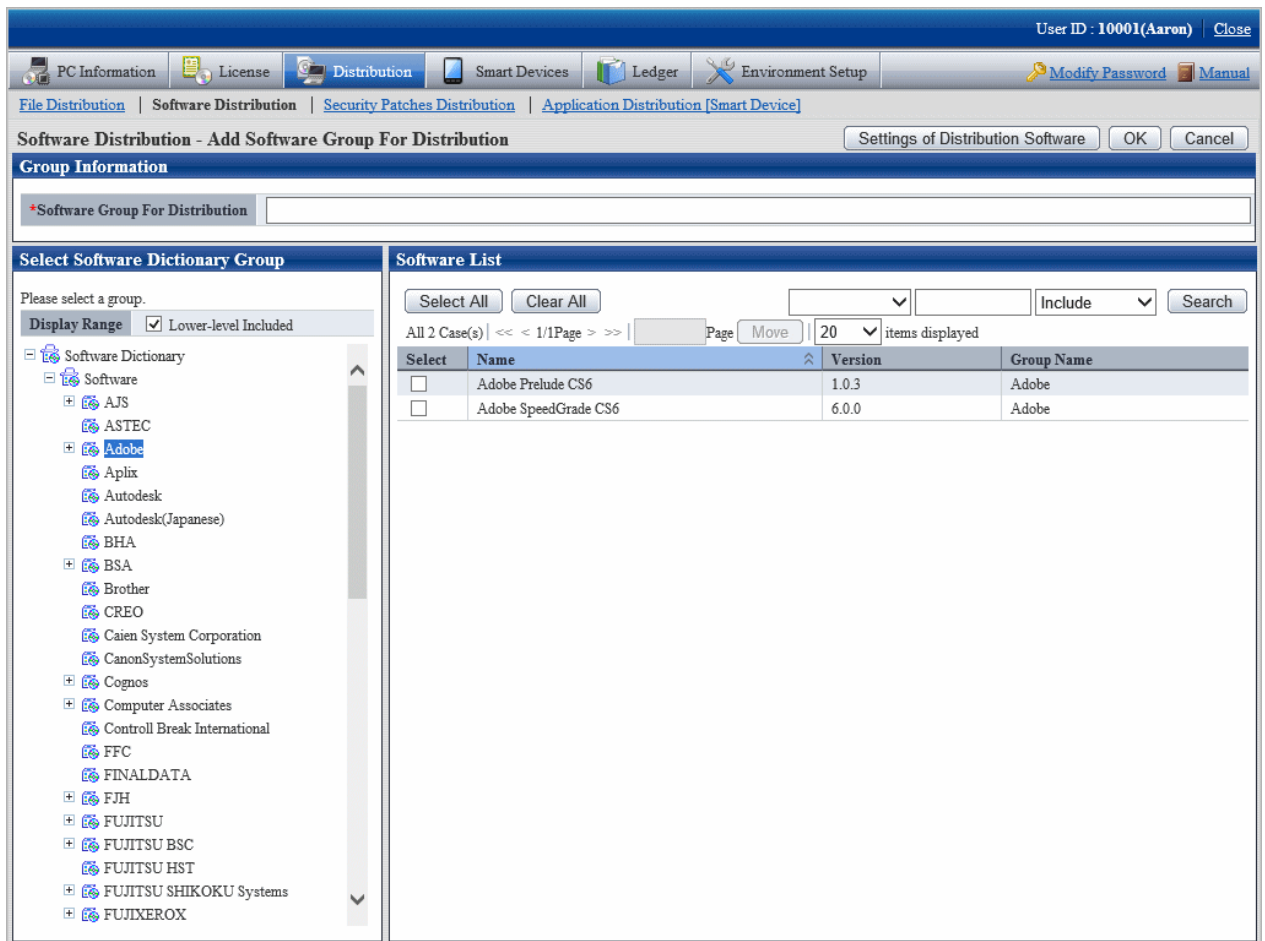 User ID : 10001(Aaron) Close
PC Information License Distribution Smart Devices Ledger Environment Setup Modify Password Manual
File Distribution | Software Distribution | Security Patches Distribution | Application Distribution [Smart Device]
Software Distribution - Add Software Group For Distribution Settings of Distribution Software OK Cancel
Group Information
*Software Group For Distribution
Select Software Dictionary Group
Please select a group.
Display Range Lower-level Included
Software Dictionary
Software
AJS
ASTEC
Adobe
Aplix
Autodesk
Autodesk(Japanese)
BHA
BSA
Brother
CREO
Caien System Corporation
CanonSystemSolutions
Cognos
Computer Associates
Controll Break International
FFC
FINALDATA
FJH
FUJITSU
FUJITSU BSC
FUJITSU HST
FUJITSU SHIKOKU Systems
FUJIXEROX
Software List
Select All Clear All Include Search
All 2 Case(s) | << < 1/1Page > >> | Page Move | 20 items displayed
Select Name Version Group Name
Adobe Prelude CS6 1.0.3 Adobe
Adobe SpeedGrade CS6 6.0.0 Adobe